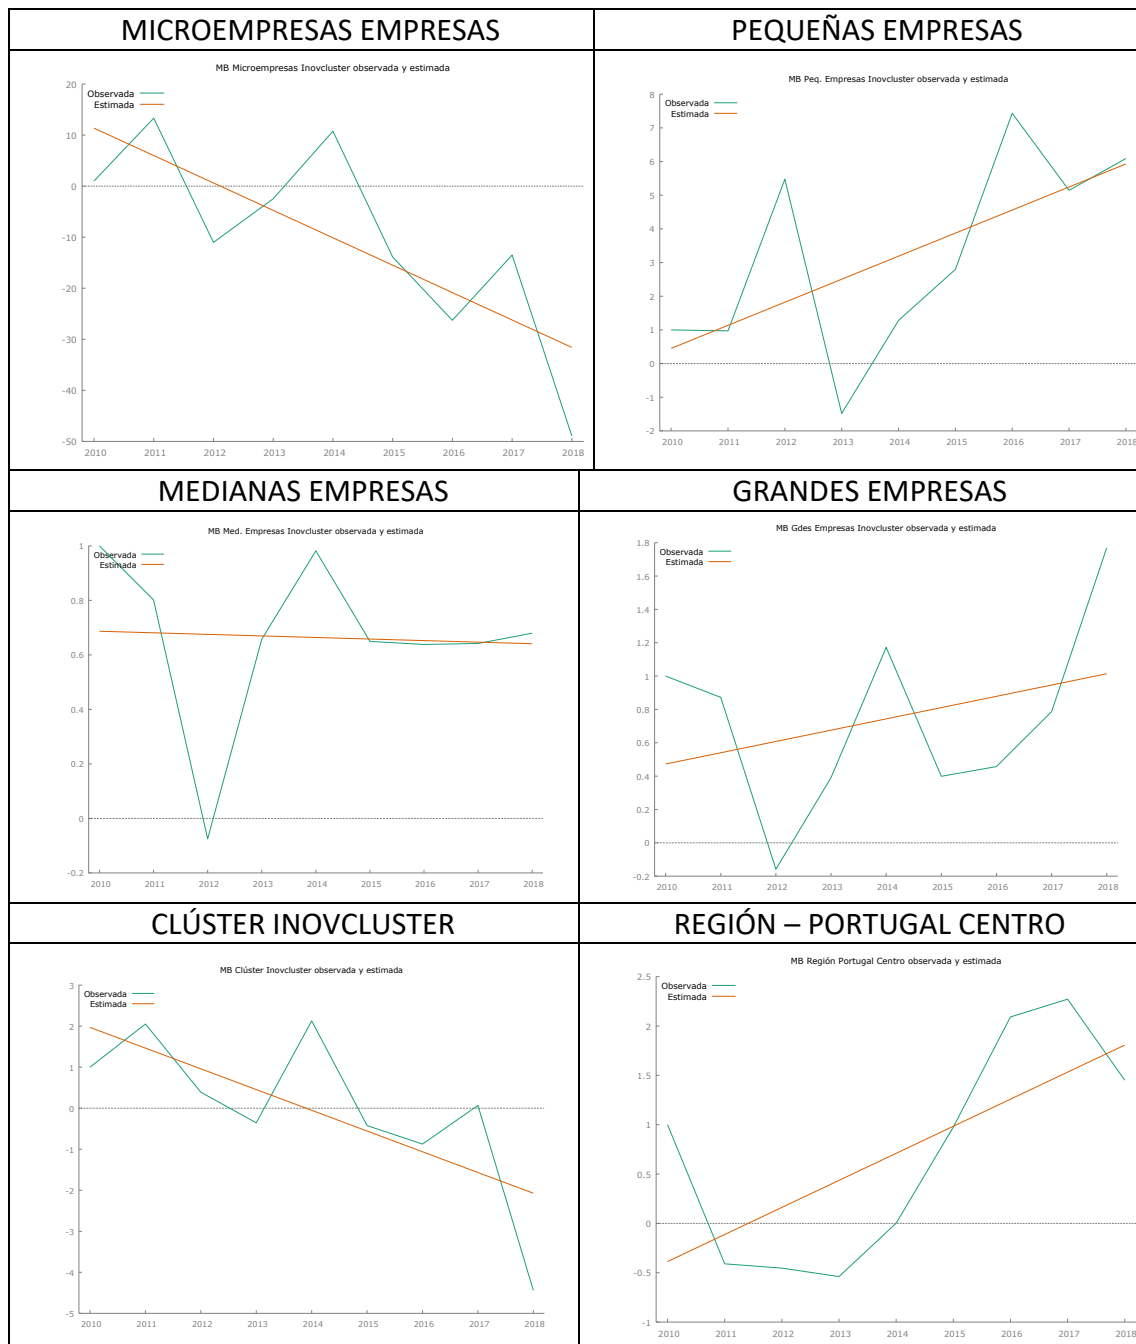 MICROEMPRESAS EMPRESAS
PEQUEÑAS EMPRESAS
MB Microempresas Inovcluster observada y estimada
Observada
Estimada
20
10
0
-10
-20
-30
-40
-50
2010 2011 2012 2013 2014 2015 2016 2017 2018
MB Peq. Empresas Inovcluster observada y estimada
Observada
Estimada
8
7
6
5
4
3
2
1
0
-1
-2
2010 2011 2012 2013 2014 2015 2016 2017 2018
MEDIANAS EMPRESAS
GRANDES EMPRESAS
MB Med. Empresas Inovcluster observada y estimada
Observada
Estimada
1
0.8
0.6
0.4
0.2
0
-0.2
2010 2011 2012 2013 2014 2015 2016 2017 2018
MB Gdes Empresas Inovcluster observada y estimada
Observada
Estimada
1.8
1.6
1.4
1.2
1
0.8
0.6
0.4
0.2
0
-0.2
2010 2011 2012 2013 2014 2015 2016 2017 2018
CLÚSTER INOVCLUSTER
REGIÓN – PORTUGAL CENTRO
MB Clúster Inovcluster observada y estimada
Observada
Estimada
3
2
1
0
-1
-2
-3
-4
-5
2010 2011 2012 2013 2014 2015 2016 2017 2018
MB Región Portugal Centro observada y estimada
Observada
Estimada
2.5
2
1.5
1
0.5
0
-0.5
-1
2010 2011 2012 2013 2014 2015 2016 2017 2018